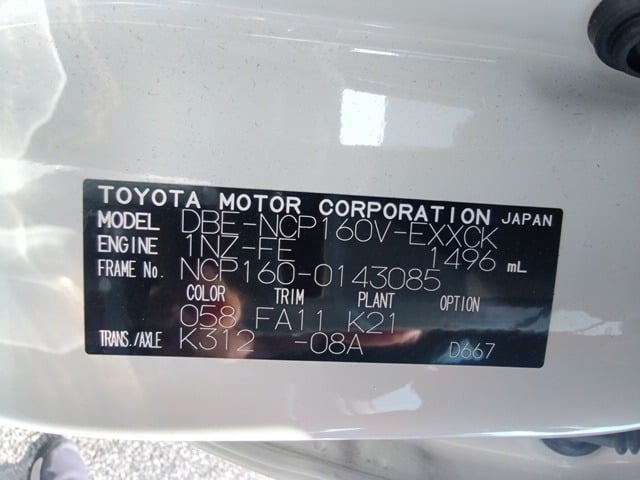 TOYOTA MOTOR CORPORATION JAPAN
MODEL DBE-NCP160V-EXXCK
ENGINE 1NZ-FE 1496 mL
FRAME No. NCP160-0143085
COLOR TRIM PLANT OPTION
058 FA11 K21
TRANS./AXLE K312 -08A D667